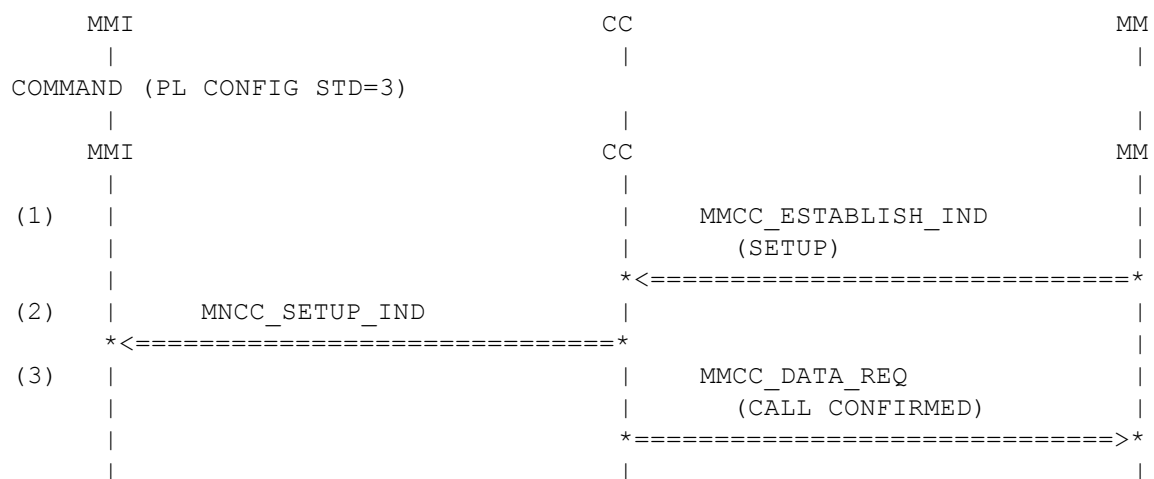 MMI CC MM
| | |
COMMAND (PL CONFIG STD=3)
| | |
MMI CC MM
| | |
(1) | | MMCC_ESTABLISH_IND |
| | (SETUP) |
| *<==============================*
(2) | MNCC_SETUP_IND | |
*<==============================* |
(3) | | MMCC_DATA_REQ |
| | (CALL CONFIRMED) |
| *==============================>*
| | |